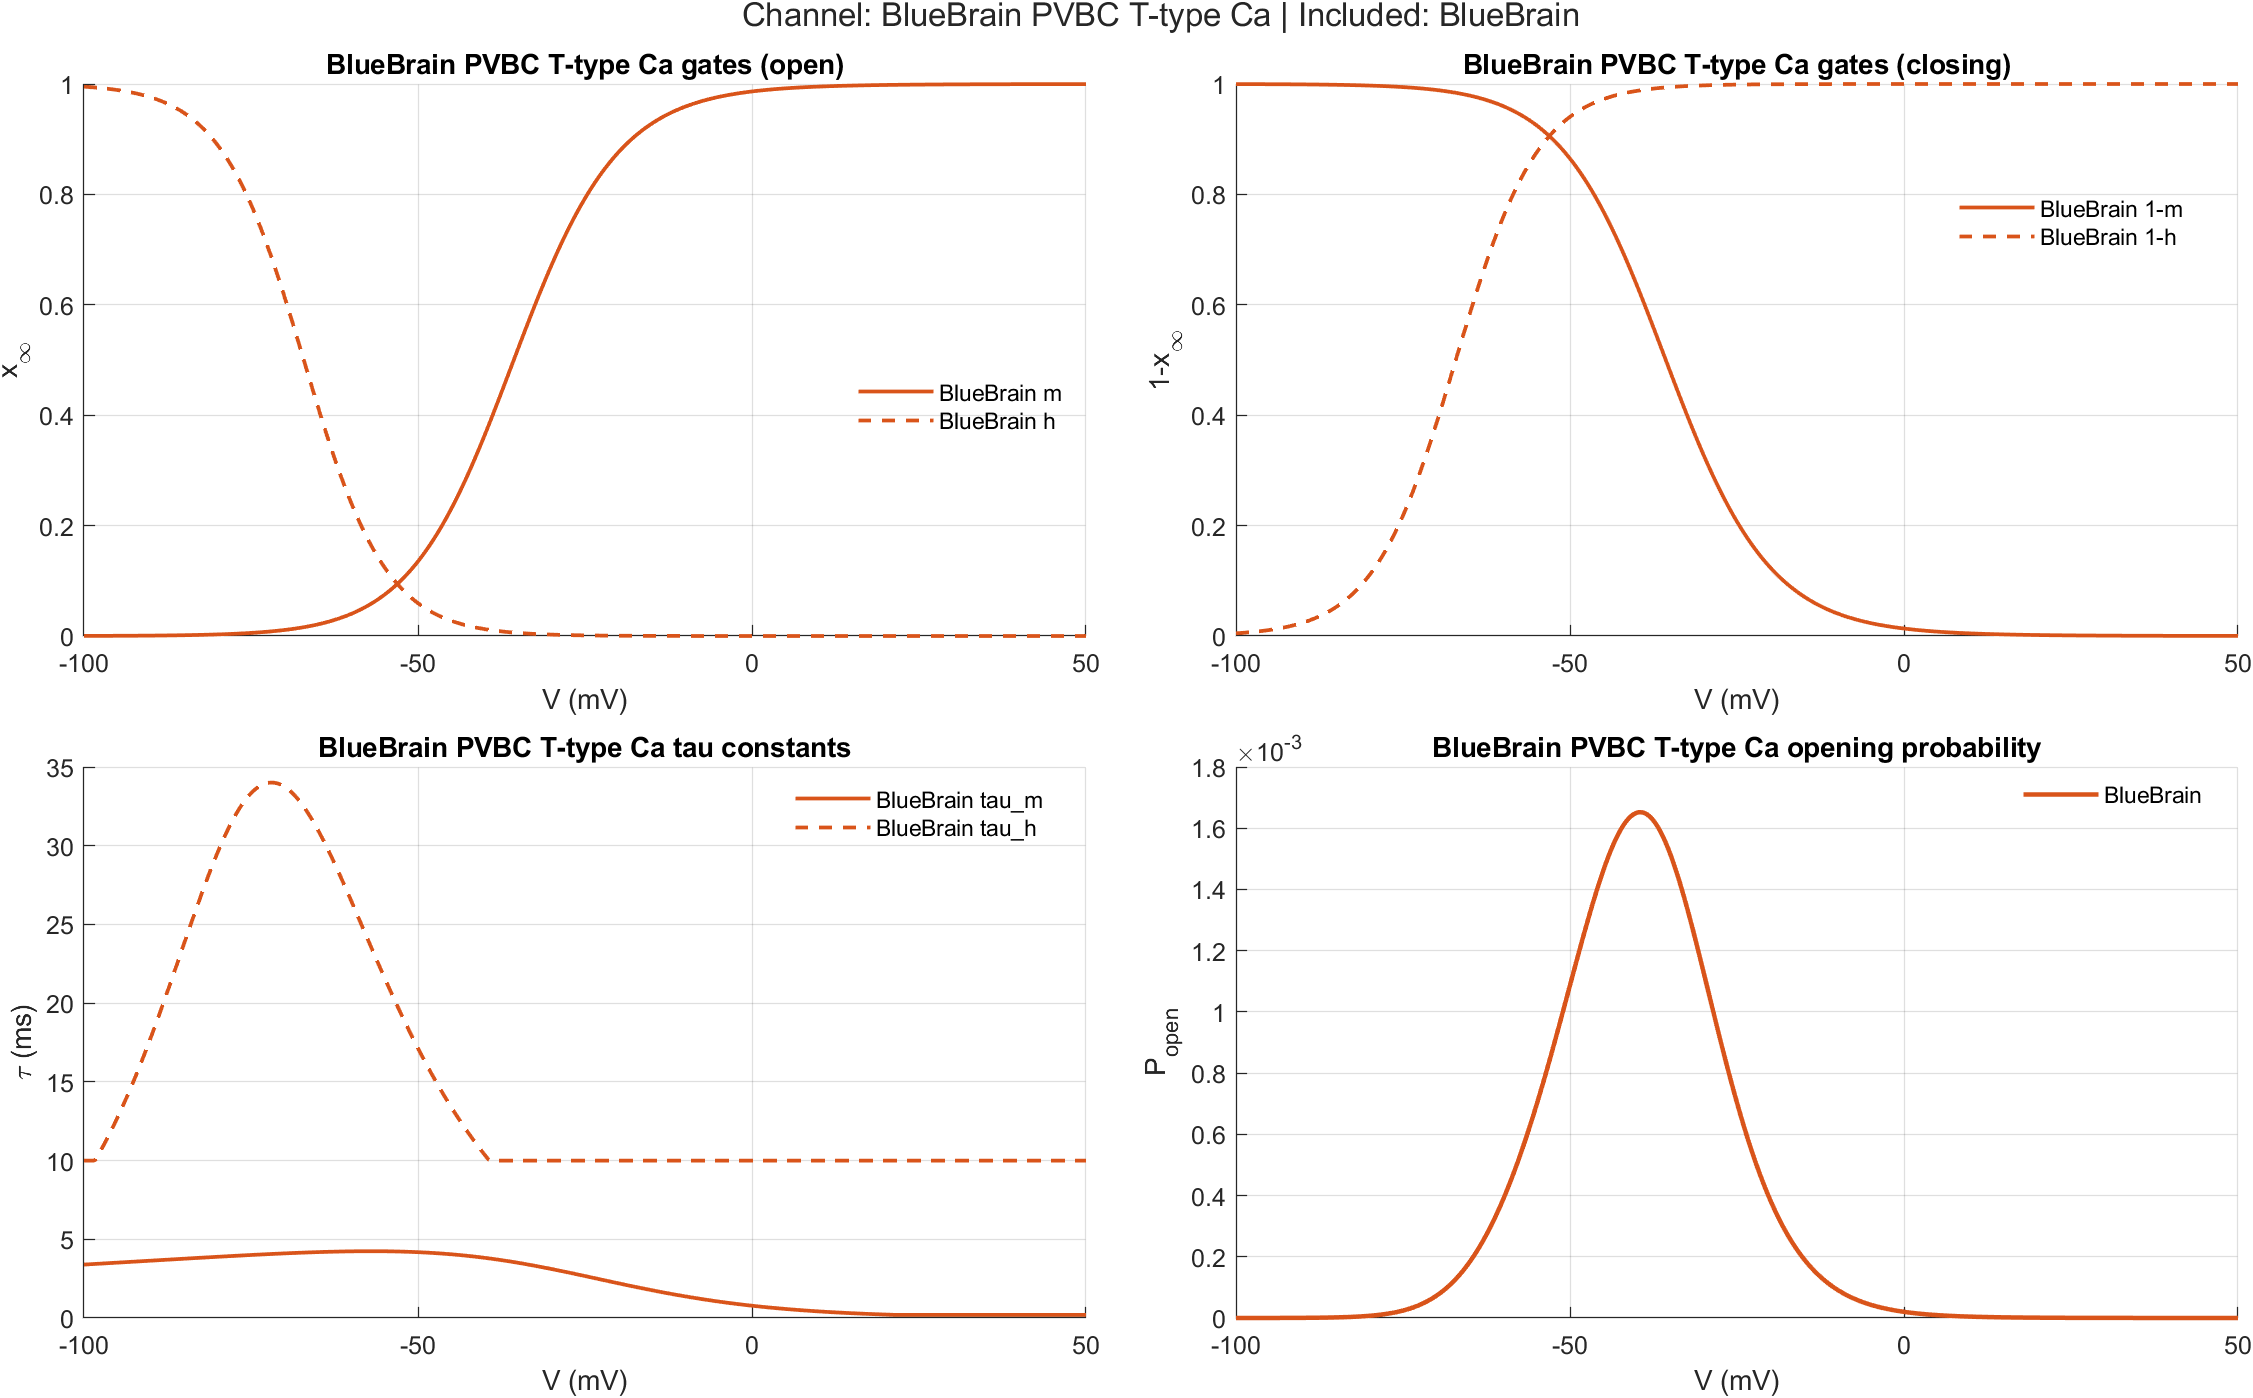 Channel: BlueBrain PVBC T-type Ca | Included: BlueBrain
BlueBrain PVBC T-type Ca gates (open)
1
0.8
0.6
0.4
0.2
0
x∞
BlueBrain m
BlueBrain h
-100
-50
0
50
V (mV)
BlueBrain PVBC T-type Ca gates (closing)
1
0.8
0.6
0.4
0.2
0
1-x∞
BlueBrain 1-m
BlueBrain 1-h
-100
-50
0
50
V (mV)
BlueBrain PVBC T-type Ca tau constants
35
30
25
20
15
10
5
0
τ (ms)
BlueBrain tau_m
BlueBrain tau_h
-100
-50
0
50
V (mV)
BlueBrain PVBC T-type Ca opening probability
×10-3
1.8
1.6
1.4
1.2
1
0.8
0.6
0.4
0.2
0
Popen
BlueBrain
-100
-50
0
50
V (mV)